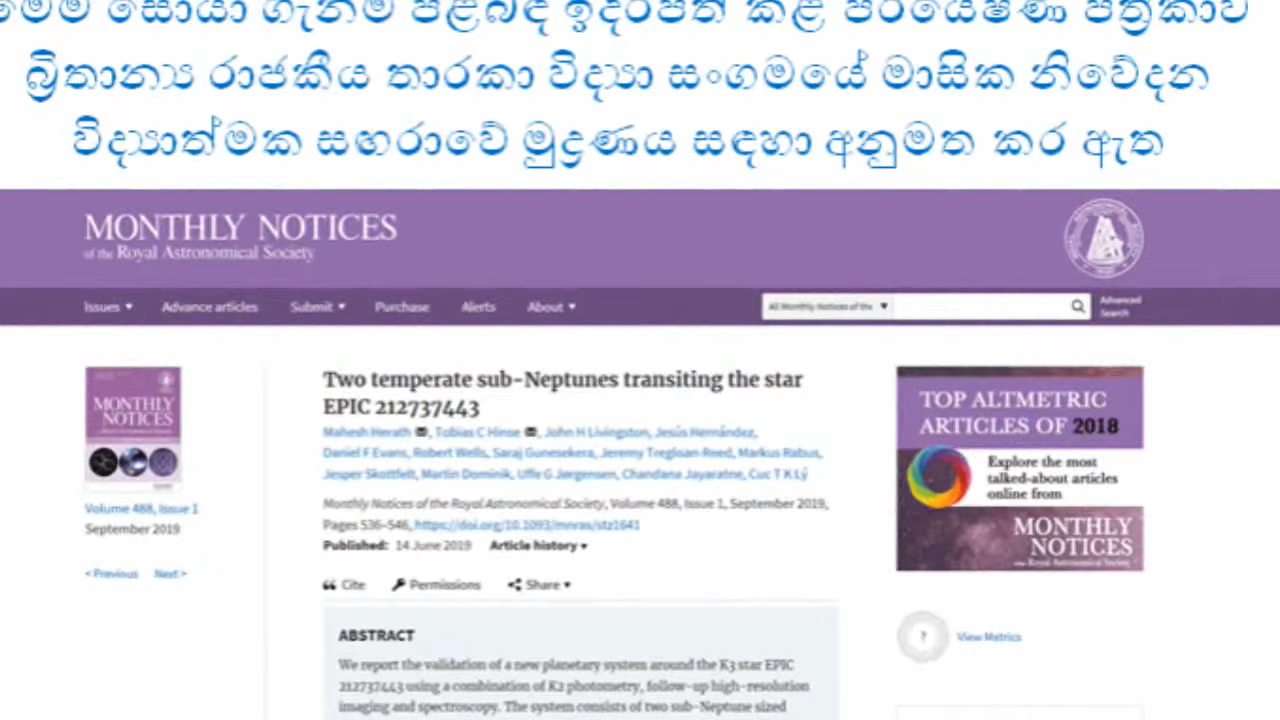 මෙම සොයා ගැනීම පිළිබඳ ඉදිරිපත් කළ පර්යේෂණ පත්‍රිකාව
බ්‍රිතාන්‍ය රාජකීය තාරකා විද්‍යා සංගමයේ මාසික නිවේදන
විද්‍යාත්මක සඟරාවේ මුද්‍රණය සඳහා අනුමත කර ඇත
MONTHLY NOTICES
of the Royal Astronomical Society
Issues Advance articles Submit Purchase Alerts About
All Monthly Notices of the
Advanced
Search
MONTHLY
NOTICES
Volume 488, Issue 1
September 2019
< Previous Next >
Two temperate sub-Neptunes transiting the star
EPIC 212737443
Mahesh Herath, Tobias C Hinse, John H Livingston, Jesús Hernández,
Daniel F Evans, Robert Wells, Saraj Gunesekera, Jeremy Tregloan-Reed, Markus Rabus,
Jesper Skottfelt, Martin Dominik, Uffe G Jørgensen, Chandana Jayaratne, Cuc T K Lý
Monthly Notices of the Royal Astronomical Society, Volume 488, Issue 1, September 2019,
Pages 536–546, https://doi.org/10.1093/mnras/stz1641
Published: 14 June 2019 Article history
Cite Permissions Share
ABSTRACT
We report the validation of a new planetary system around the K3 star EPIC
212737443 using a combination of K2 photometry, follow-up high-resolution
imaging and spectroscopy. The system consists of two sub-Neptune sized
TOP ALTMETRIC
ARTICLES OF 2018
Explore the most
talked-about articles
online from
MONTHLY
NOTICES
of the Royal Astronomical Society
?
View Metrics